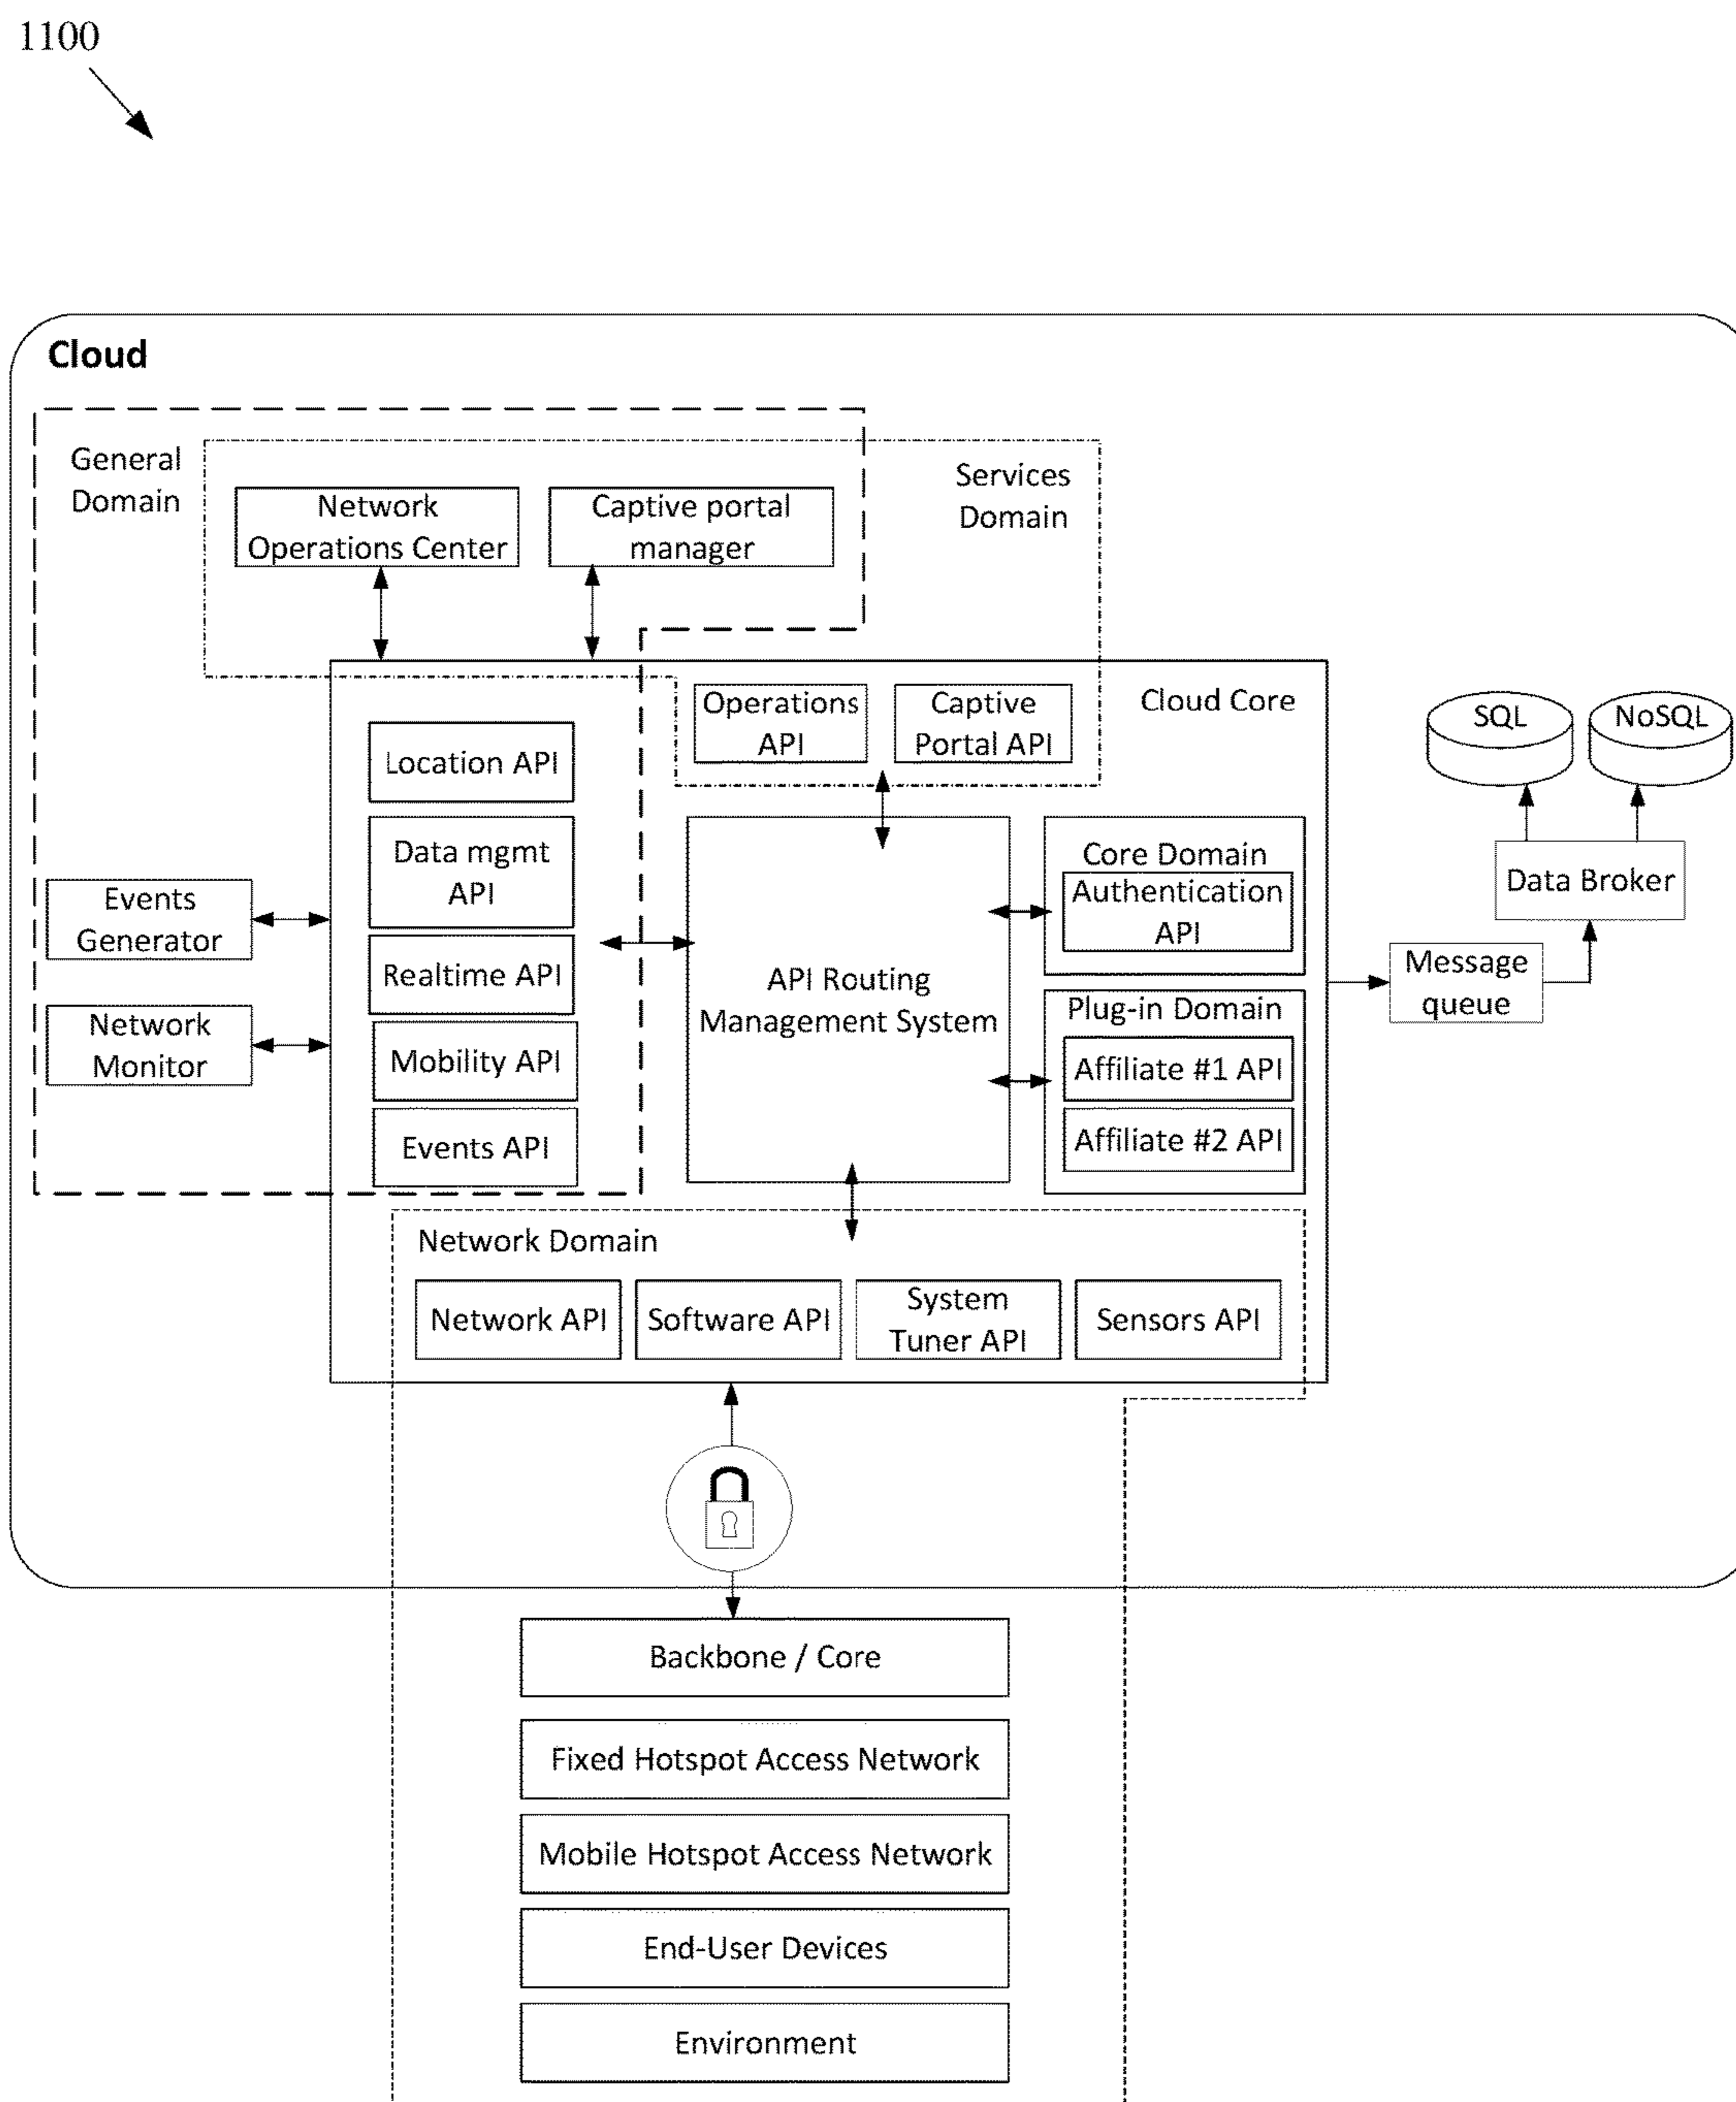 1100
Cloud
General
Domain
Services
Domain
Network
Operations Center
Captive portal
manager
Operations
API
Captive
Portal API
Cloud Core
SQL
NoSQL
Location API
Data mgmt
API
Realtime API
Mobility API
Events API
Events
Generator
Network
Monitor
API Routing
Management System
Core Domain
Authentication
API
Plug-in Domain
Affiliate #1 API
Affiliate #2 API
Data Broker
Message
queue
Network Domain
Network API
Software API
System
Tuner API
Sensors API
Backbone / Core
Fixed Hotspot Access Network
Mobile Hotspot Access Network
End-User Devices
Environment